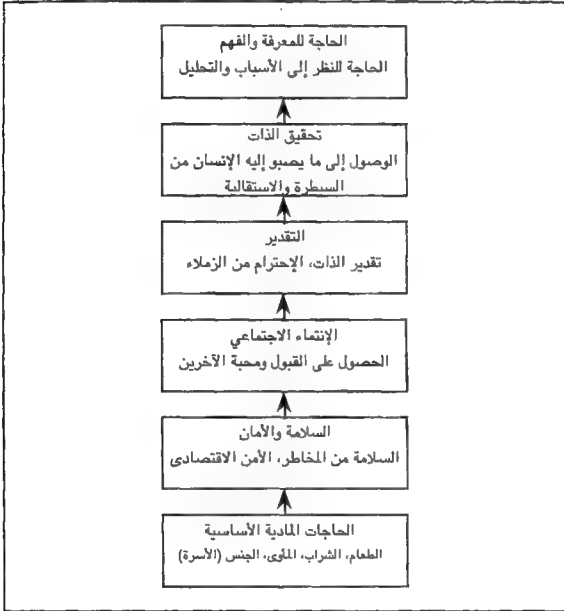 الحاجة للمعرفة والفهم
الحاجة للنظر إلى الأسباب والتحليل
تحقيق الذات
الوصول إلى ما يصبو إليه الإنسان من
السيطرة والاستقالية
التقدير
تقدير الذات، الإحترام من الزملاء
الإنتماء الاجتماعي
الحصول على القبول ومحبة الآخرين
السلامة والأمان
السلامة من المخاطر، الأمن الاقتصادى
الحاجات المادية الأساسية
الطعام، الشراب، المأوى، الجنس (الأسرة)